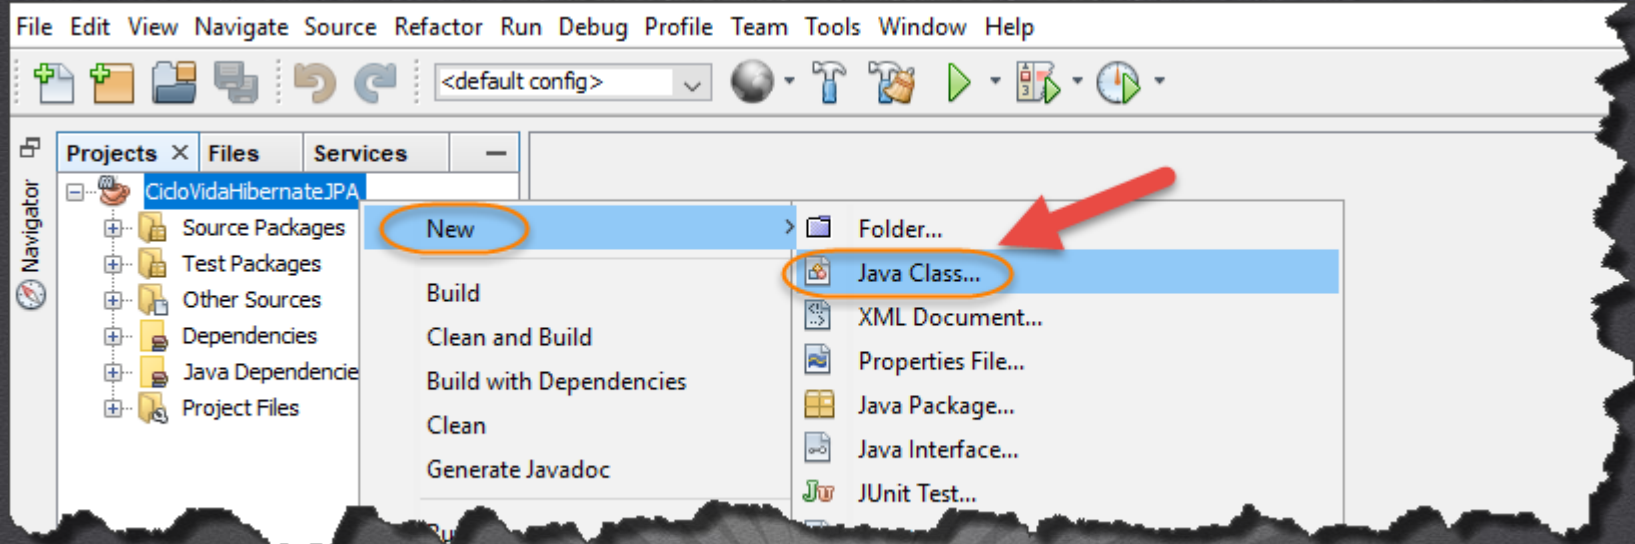 File Edit View Navigate Source Refactor Run Debug Profile Team Tools Window Help
<default config>
Projects Files Services
Navigator
CicloVidaHibernateJPA
Source Packages
Test Packages
Other Sources
Dependencies
Java Dependencie
Project Files
New
Build
Clean and Build
Build with Dependencies
Clean
Generate Javadoc
Folder...
Java Class...
XML Document...
Properties File...
Java Package...
Java Interface...
JUnit Test...